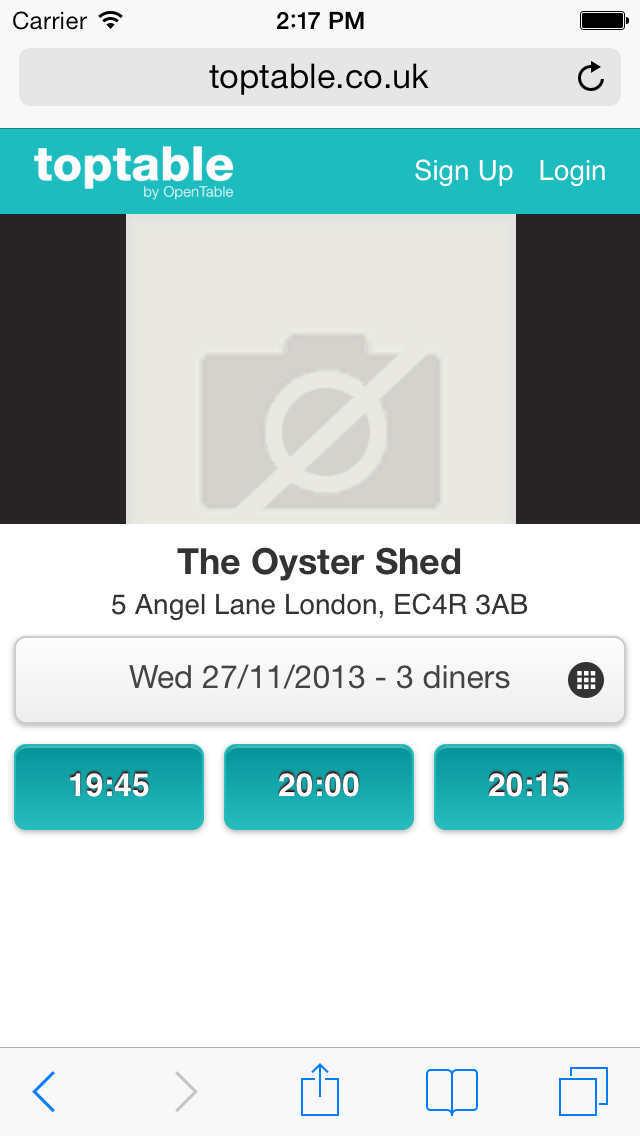 Carrier 2:17 PM
toptable.co.uk
toptable Sign Up Login
by OpenTable
The Oyster Shed
5 Angel Lane London, EC4R 3AB
Wed 27/11/2013 - 3 diners
19:45 20:00 20:15